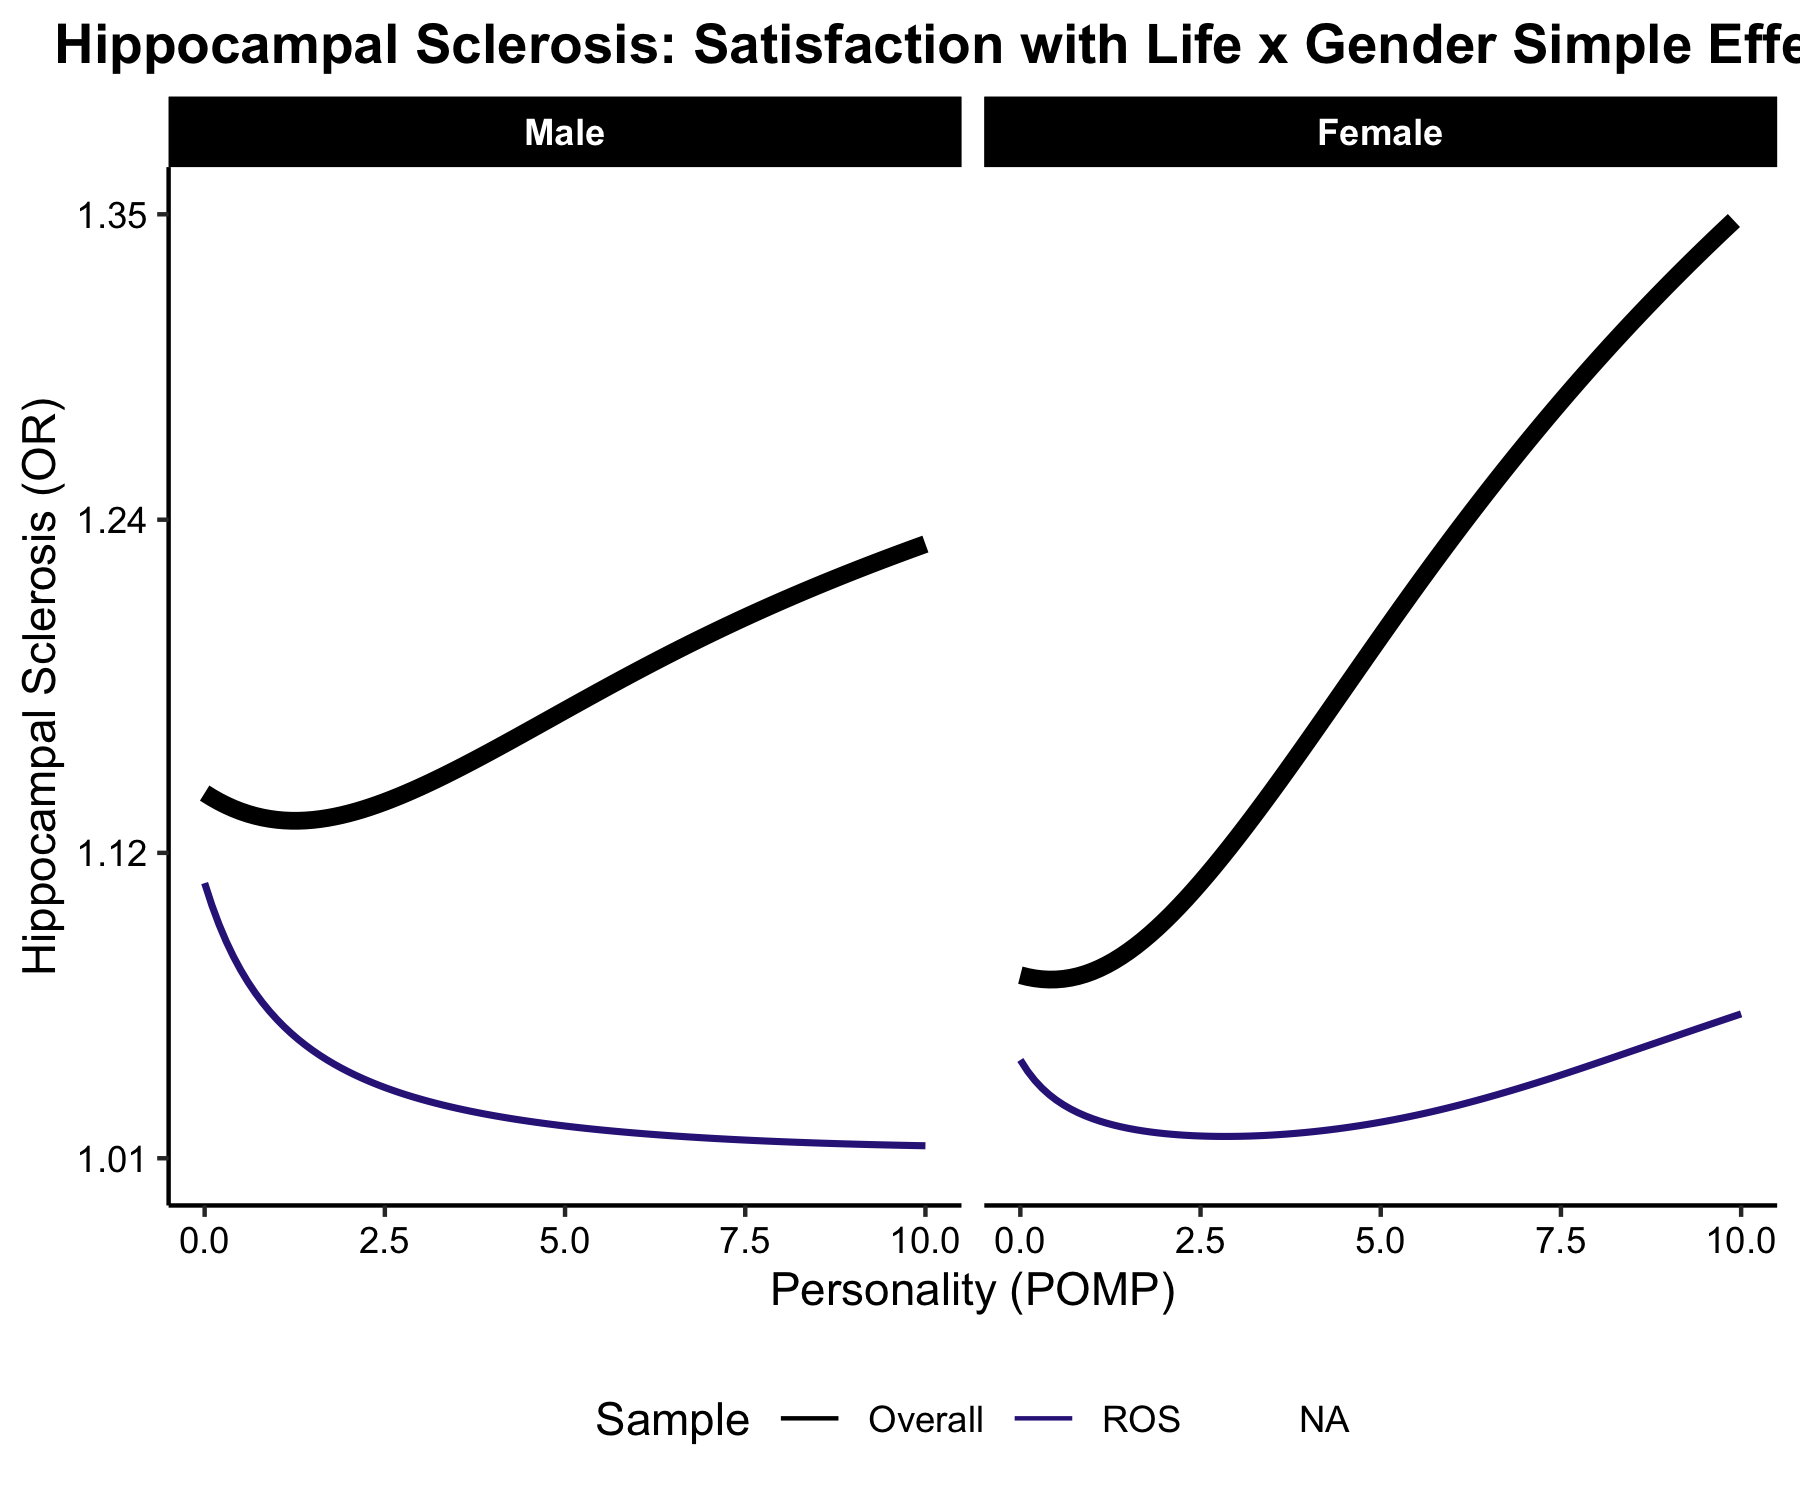 Hippocampal Sclerosis: Satisfaction with Life x Gender Simple Effe
Male
Female
Hippocampal Sclerosis (OR)
1.35
1.24
1.12
1.01
0.0 2.5 5.0 7.5 10.0
0.0 2.5 5.0 7.5 10.0
Personality (POMP)
Sample Overall ROS NA